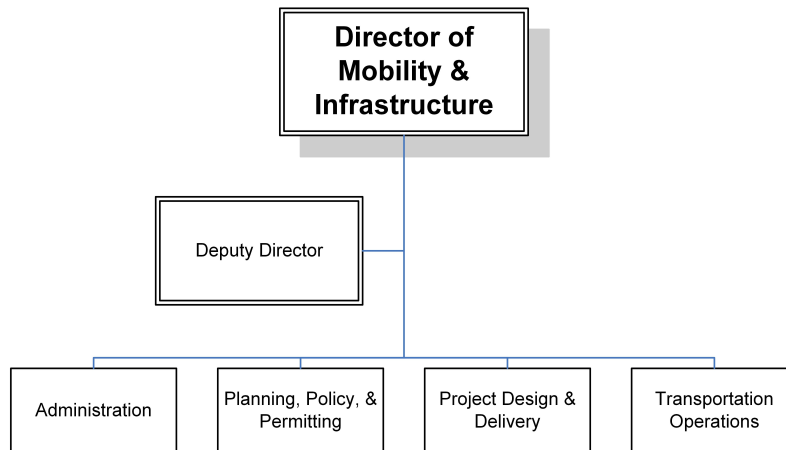 Director of
Mobility &
Infrastructure
Deputy Director
Administration
Planning, Policy, &
Permitting
Project Design &
Delivery
Transportation
Operations